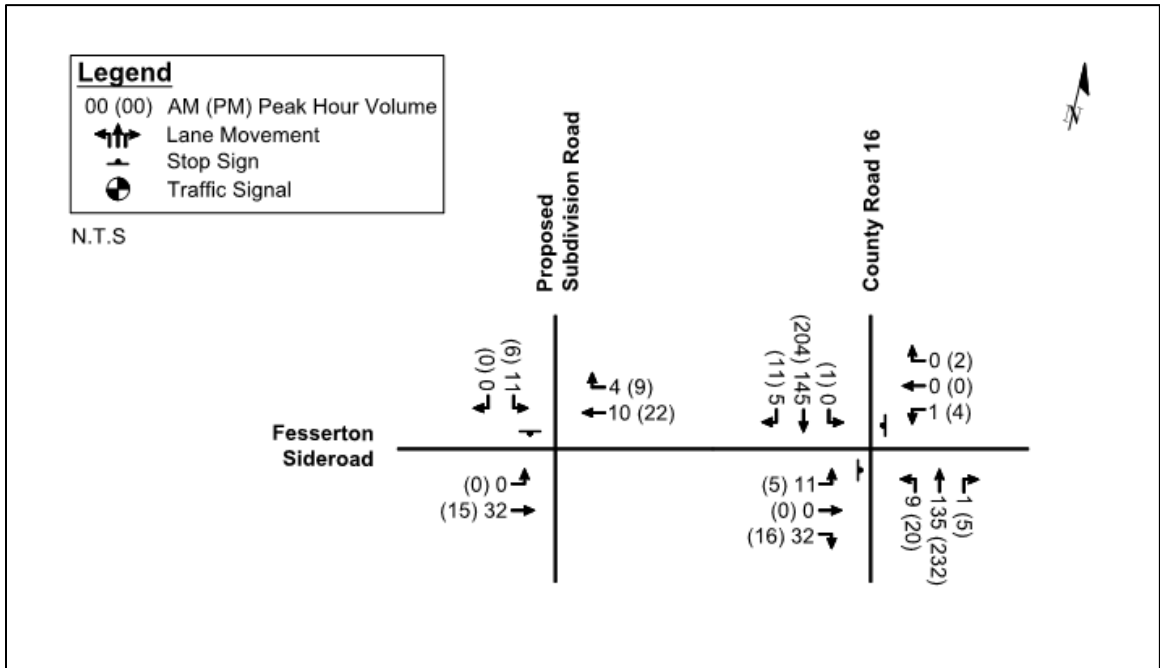 Legend
00 (00) AM (PM) Peak Hour Volume
Lane Movement
Stop Sign
Traffic Signal
N.T.S
N
Proposed
Subdivision Road
County Road 16
(0) 0
(6) 11
4 (9)
10 (22)
(11) 5
(204) 145
(1) 0
0 (2)
0 (0)
1 (4)
Fesserton
Sideroad
(0) 0
(15) 32
(5) 11
(0) 0
(16) 32
9 (20)
135 (232)
1 (5)